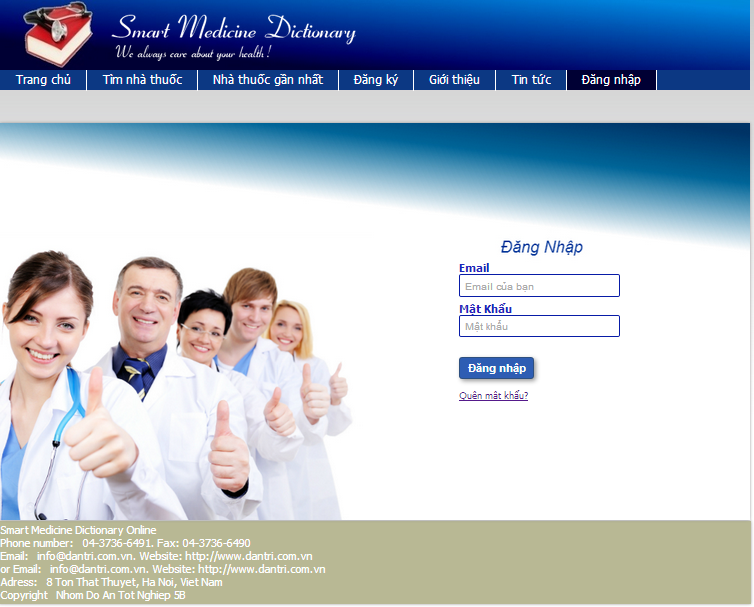 Smart Medicine Dictionary
We always care about your health !
Trang chủ Tìm nhà thuốc Nhà thuốc gần nhất Đăng ký Giới thiệu Tin tức Đăng nhập
Đăng Nhập
Email
Email của bạn
Mật Khẩu
Mật khẩu
Đăng nhập
Quên mật khẩu?
Smart Medicine Dictionary Online
Phone number: 04-3736-6491. Fax: 04-3736-6490
Email: info@dantri.com.vn. Website: http://www.dantri.com.vn
or Email: info@dantri.com.vn. Website: http://www.dantri.com.vn
Adress: 8 Ton That Thuyet, Ha Noi, Viet Nam
Copyright Nhom Do An Tot Nghiep 5B